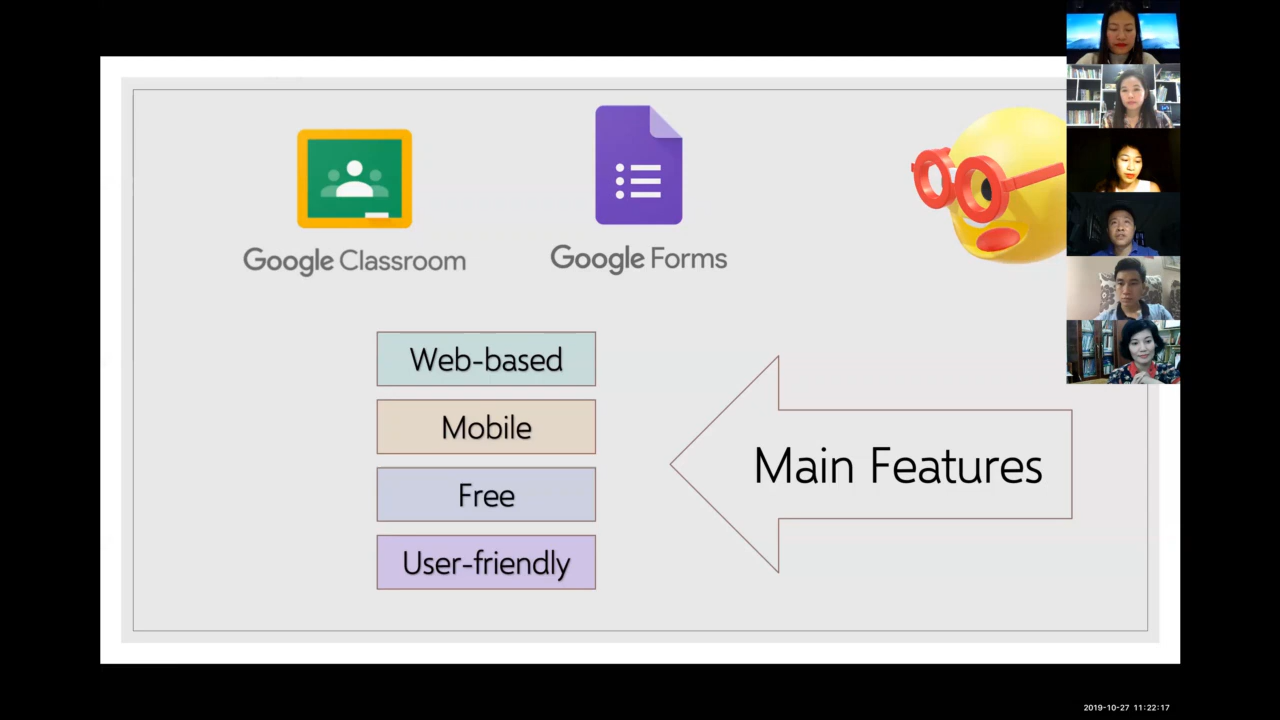 Google Classroom
Google Forms
Web-based
Mobile
Free
User-friendly
Main Features
2019-10-27 11:22:17